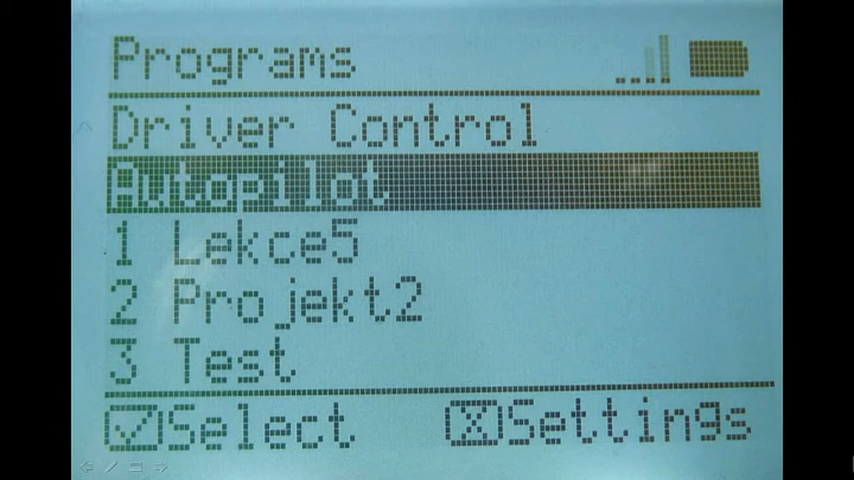 Programs
Driver Control
Autopilot
1 Lekce5
2 Projekt2
3 Test
Select Settings